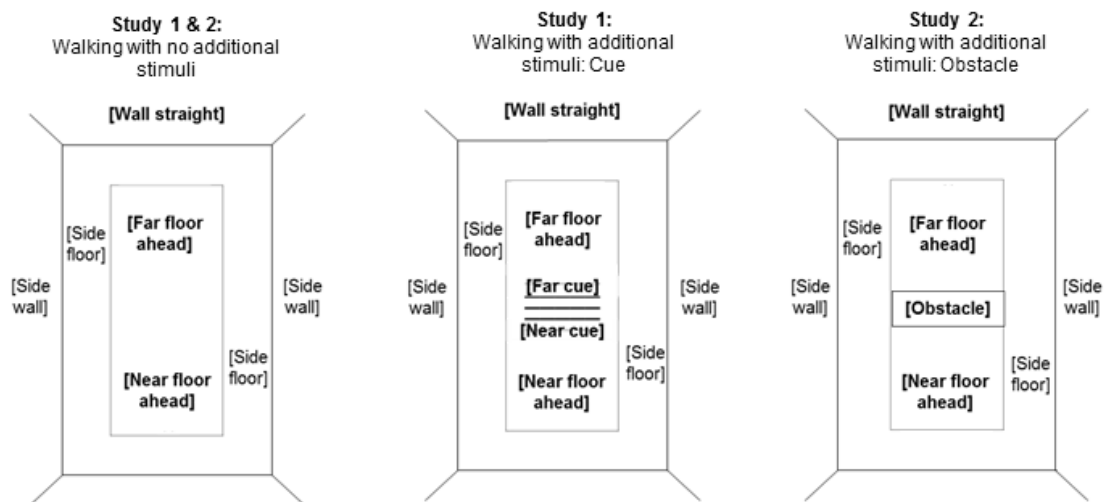 Study 1 & 2:
Walking with no additional
stimuli
[Wall straight]
[Far floor
ahead]
[Side
floor]
[Side
wall]
[Side
wall]
[Side
floor]
[Near floor
ahead]
Study 1:
Walking with additional
stimuli: Cue
[Wall straight]
[Far floor
ahead]
[Side
floor]
[Far cue]
[Side
wall]
[Side
wall]
[Near cue]
[Side
floor]
[Near floor
ahead]
Study 2:
Walking with additional
stimuli: Obstacle
[Wall straight]
[Far floor
ahead]
[Side
floor]
[Side
wall]
[Obstacle]
[Side
wall]
[Side
floor]
[Near floor
ahead]